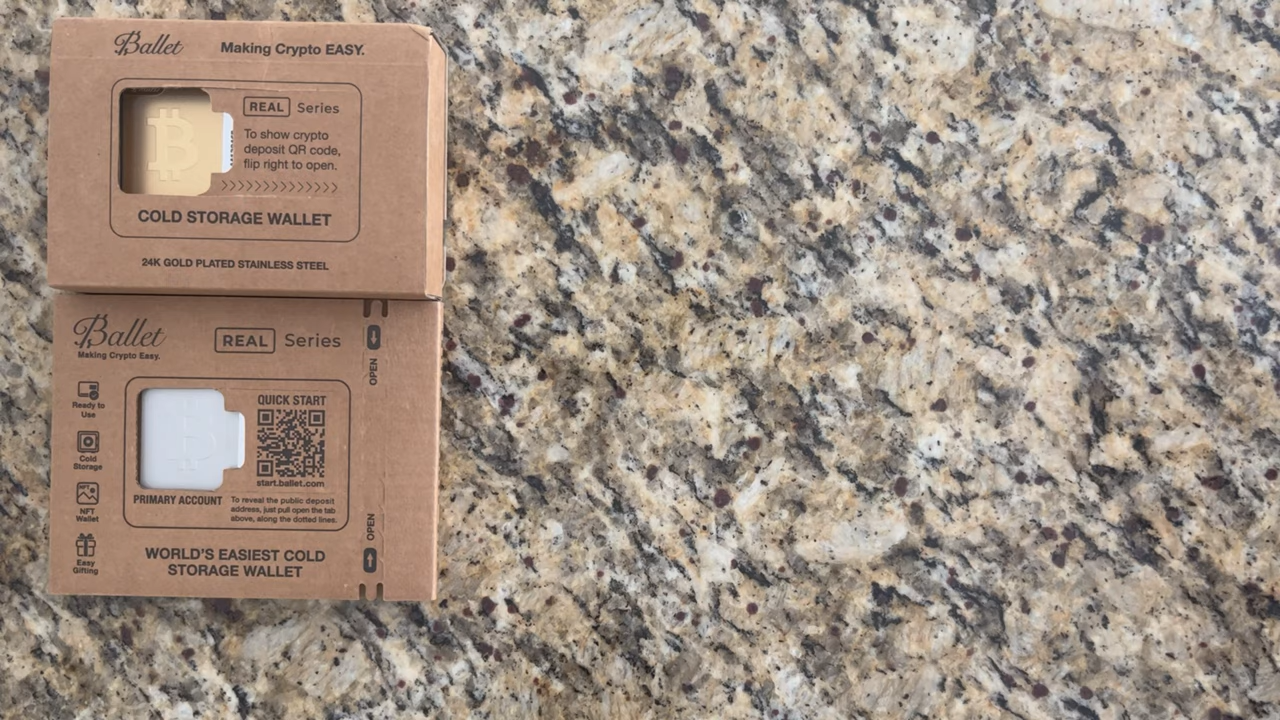 Ballet Making Crypto EASY.
REAL Series
To show crypto
deposit QR code,
flip right to open.
COLD STORAGE WALLET
24K GOLD PLATED STAINLESS STEEL
Ballet
Making Crypto Easy.
REAL Series
OPEN
Ready to
Use
Cold
Storage
NFT
NFT
Wallet
Easy
Gifting
QUICK START
start.ballet.com
PRIMARY ACCOUNT
To reveal the public deposit
address, just pull open the tab
above, along the dotted lines.
OPEN
WORLD'S EASIEST COLD
STORAGE WALLET